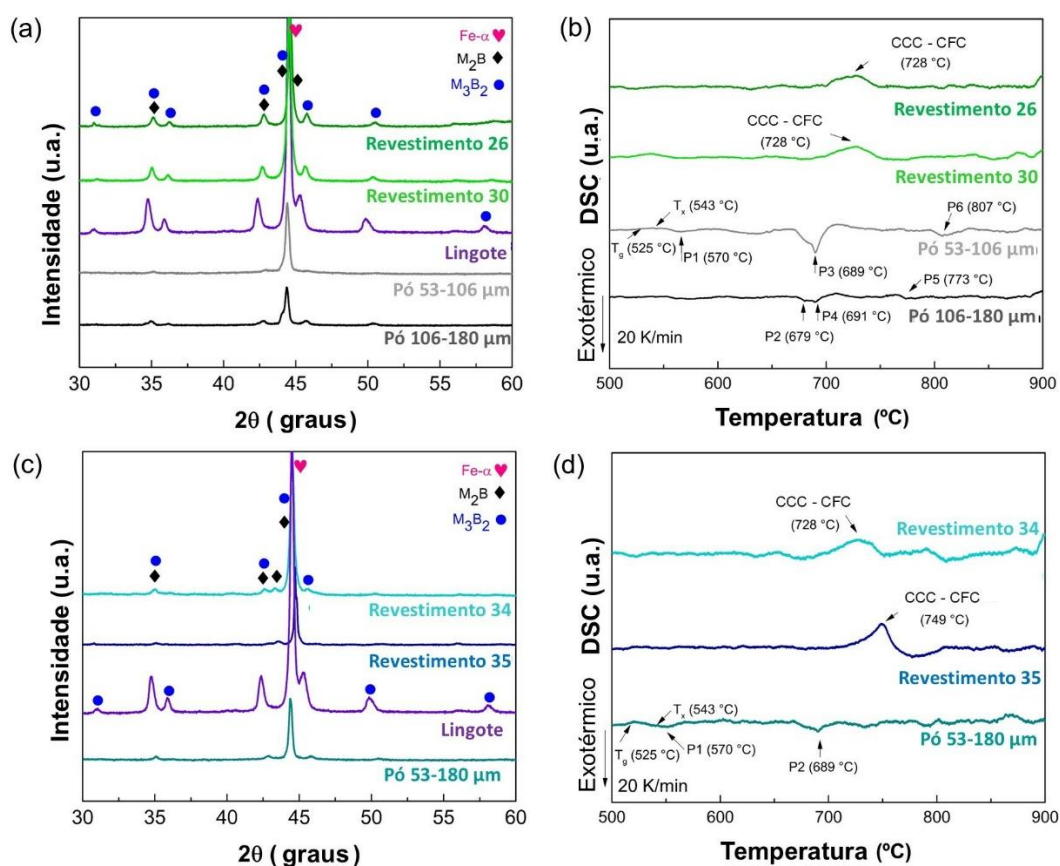 (a)
Fe-α ♥
M₂B ◆
M₃B₂ ●
Revestimento 26
Revestimento 30
Lingote
Pó 53-106 µm
Pó 106-180 µm
Intensidade (u.a.)
30 35 40 45 50 55 60
2θ ( graus)
(b)
CCC - CFC
(728 °C)
Revestimento 26
CCC - CFC
(728 °C)
Revestimento 30
Tx (543 °C)
P6 (807 °C)
Tg (525 °C)
P1 (570 °C)
Pó 53-106 µm
P3 (689 °C)
P5 (773 °C)
P4 (691 °C)
Pó 106-180 µm
P2 (679 °C)
20 K/min
DSC (u.a.)
Exotérmico
500 600 700 800 900
Temperatura (ºC)
(c)
Fe-α ♥
M₂B ◆
M₃B₂ ●
Revestimento 34
Revestimento 35
Lingote
Pó 53-180 µm
Intensidade (u.a.)
30 35 40 45 50 55 60
2θ ( graus)
(d)
CCC - CFC
(728 °C)
Revestimento 34
CCC - CFC
(749 °C)
Revestimento 35
Tx (543 °C)
Tg (525 °C)
P1 (570 °C)
Pó 53-180 µm
P2 (689 °C)
20 K/min
DSC (u.a.)
Exotérmico
500 600 700 800 900
Temperatura (ºC)